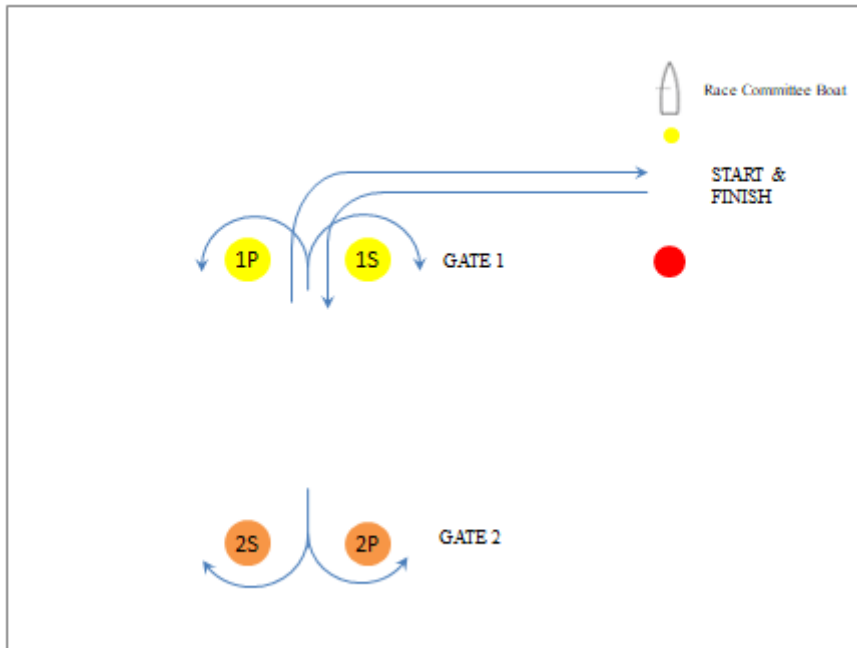 Race Committee Boat
START &
FINISH
1P
1S
GATE 1
2S
2P
GATE 2